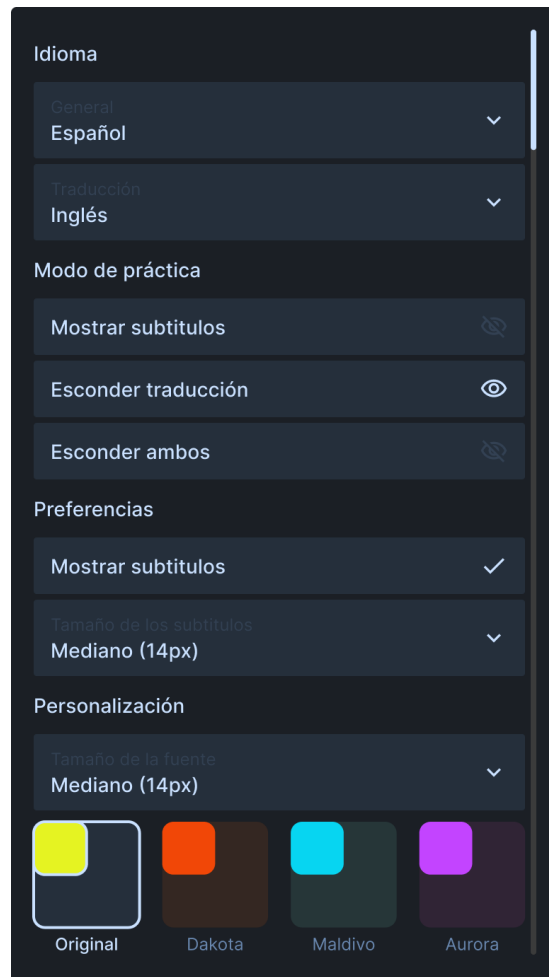 Idioma
General
Español
Traducción
Inglés
Modo de práctica
Mostrar subtitulos
Esconder traducción
Esconder ambos
Preferencias
Mostrar subtitulos
Tamaño de los subtitulos
Mediano (14px)
Personalización
Tamaño de la fuente
Mediano (14px)
Original Dakota Maldivo Aurora